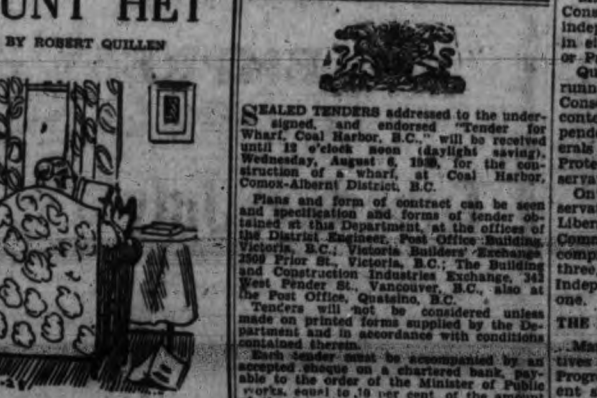 UNT HET
BY ROBERT QUILLEN
SEALED TENDERS addressed to the under-
signed, and endorsed "Tender for
Wharf, Coal Harbor, B.C.," will be received
until 12 o'clock noon (daylight saving),
Wednesday, August 6, for the con-
struction of a wharf, at Coal Harbor,
Comox-Alberni District, B.C.
Plans and form of contract can be seen
and specification and forms of tender ob-
tained at this Department, at the offices of
District Engineer, Post Office Building,
Victoria, B.C.; Victoria Builders' Exchange,
2509 Prior St., Victoria, B.C.; The Building
and Construction Industries Exchange, 342
West Pender St., Vancouver, B.C., also at
the Post Office, Quatsino, B.C.
Tenders will not be considered unless
made on printed forms supplied by the De-
partment and in accordance with conditions
contained therein.
Each tender must be accompanied by an
accepted cheque on a chartered bank, pay-
able to the order of the Minister of Public
works, equal to 10 per cent. of the amount
Cons
indep
in el
or P
Qu
runn
Conse
conte
pende
erals
Prote
serva
On
serva
Liber
Comm
comp
three,
Indep
one.
THE
Ma
tives
Progr
ent s